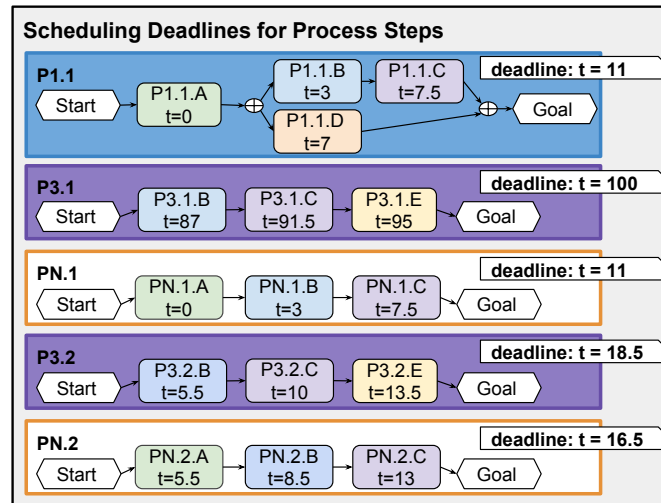 Scheduling Deadlines for Process Steps
P1.1
deadline: t = 11
Start
P1.1.A
t=0
P1.1.B
t=3
P1.1.C
t=7.5
P1.1.D
t=7
Goal
P3.1
deadline: t = 100
Start
P3.1.B
t=87
P3.1.C
t=91.5
P3.1.E
t=95
Goal
PN.1
deadline: t = 11
Start
PN.1.A
t=0
PN.1.B
t=3
PN.1.C
t=7.5
Goal
P3.2
deadline: t = 18.5
Start
P3.2.B
t=5.5
P3.2.C
t=10
P3.2.E
t=13.5
Goal
PN.2
deadline: t = 16.5
Start
PN.2.A
t=5.5
PN.2.B
t=8.5
PN.2.C
t=13
Goal